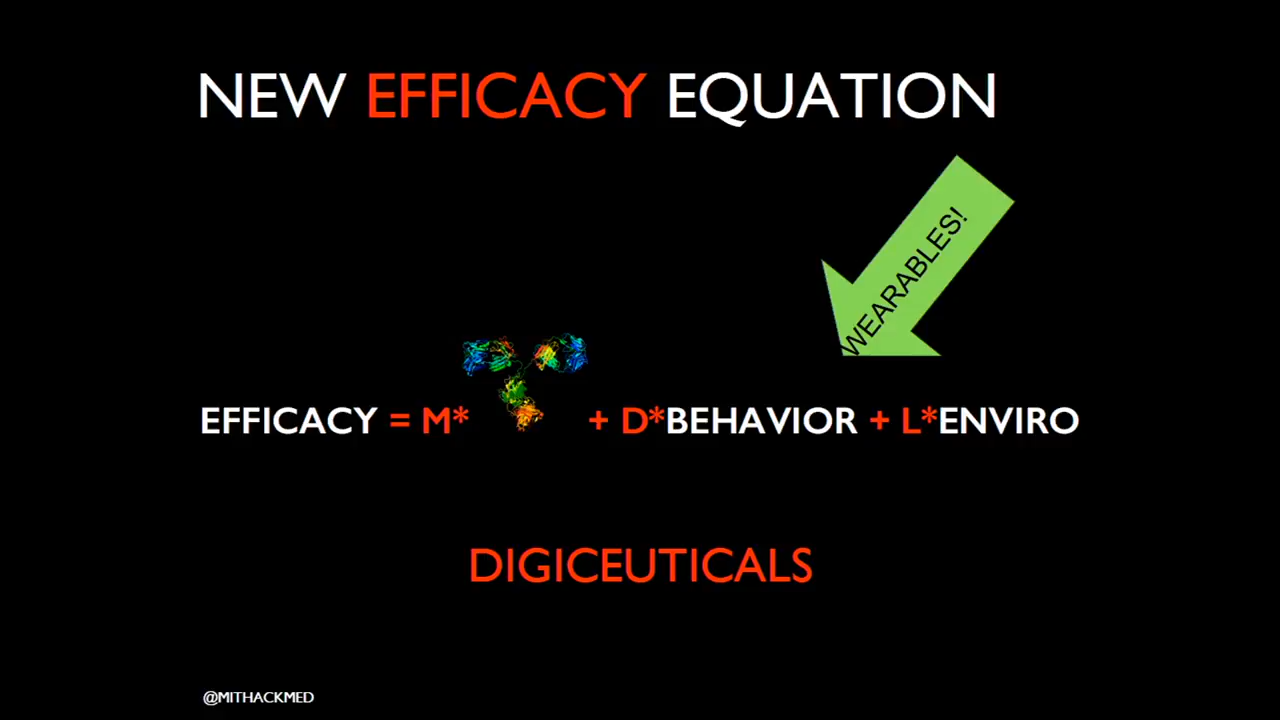 NEW EFFICACY EQUATION
WEARABLES!
EFFICACY = M* + D*BEHAVIOR + L*ENVIRO
DIGICEUTICALS
@MITHACKMED